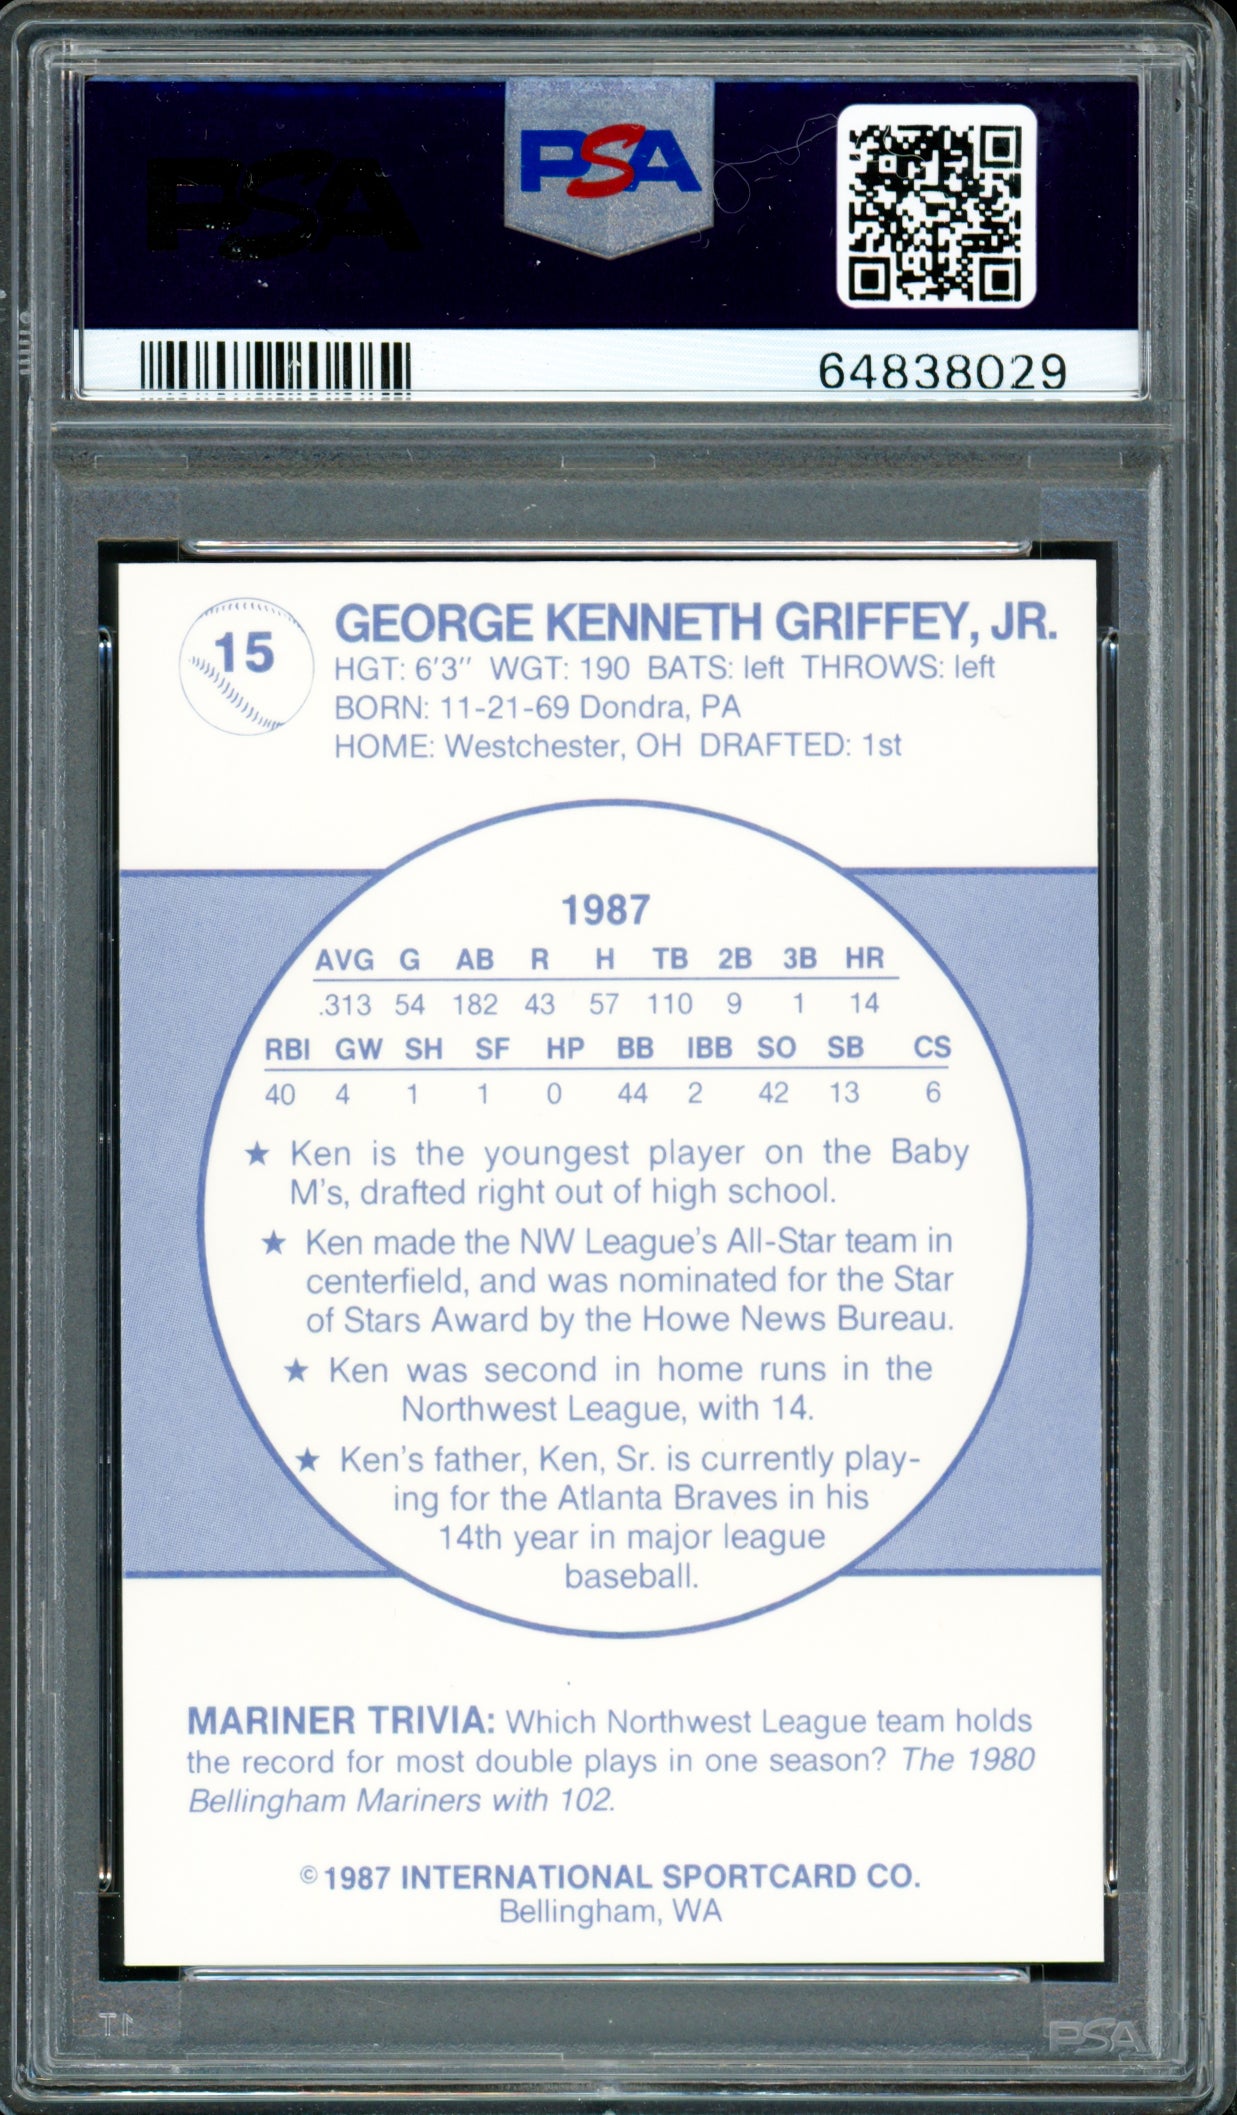 PSA
PSA
64838029
15
GEORGE KENNETH GRIFFEY, JR.
HGT: 6'3" WGT: 190 BATS: left THROWS: left
BORN: 11-21-69 Dondra, PA
HOME: Westchester, OH DRAFTED: 1st
1987
AVG G AB R H TB 2B 3B HR
.313 54 182 43 57 110 9 1 14
RBI GW SH SF HP BB IBB SO SB CS
40 4 1 1 0 44 2 42 13 6
★ Ken is the youngest player on the Baby
M's, drafted right out of high school.
★ Ken made the NW League's All-Star team in
centerfield, and was nominated for the Star
of Stars Award by the Howe News Bureau.
★ Ken was second in home runs in the
Northwest League, with 14.
★ Ken's father, Ken, Sr. is currently play-
ing for the Atlanta Braves in his
14th year in major league
baseball.
MARINER TRIVIA: Which Northwest League team holds
the record for most double plays in one season? The 1980
Bellingham Mariners with 102.
© 1987 INTERNATIONAL SPORTCARD CO.
Bellingham, WA
PSA